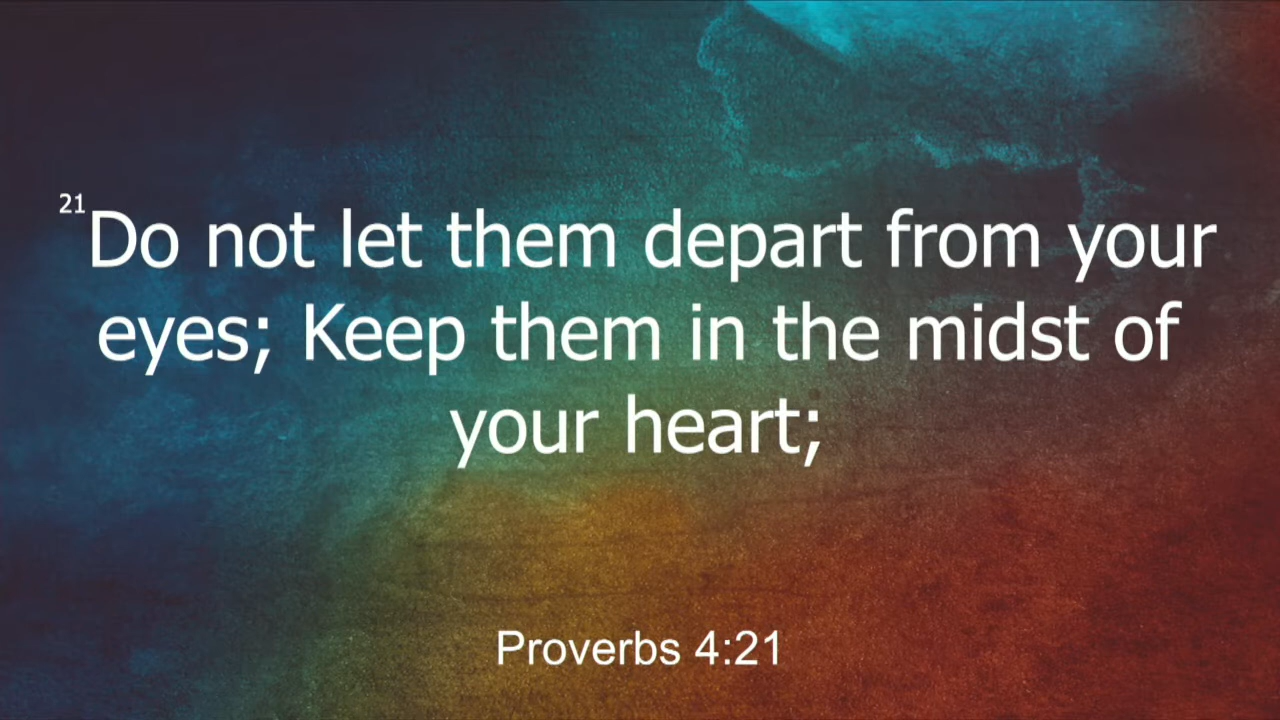 21Do not let them depart from your
eyes; Keep them in the midst of
your heart;
Proverbs 4:21